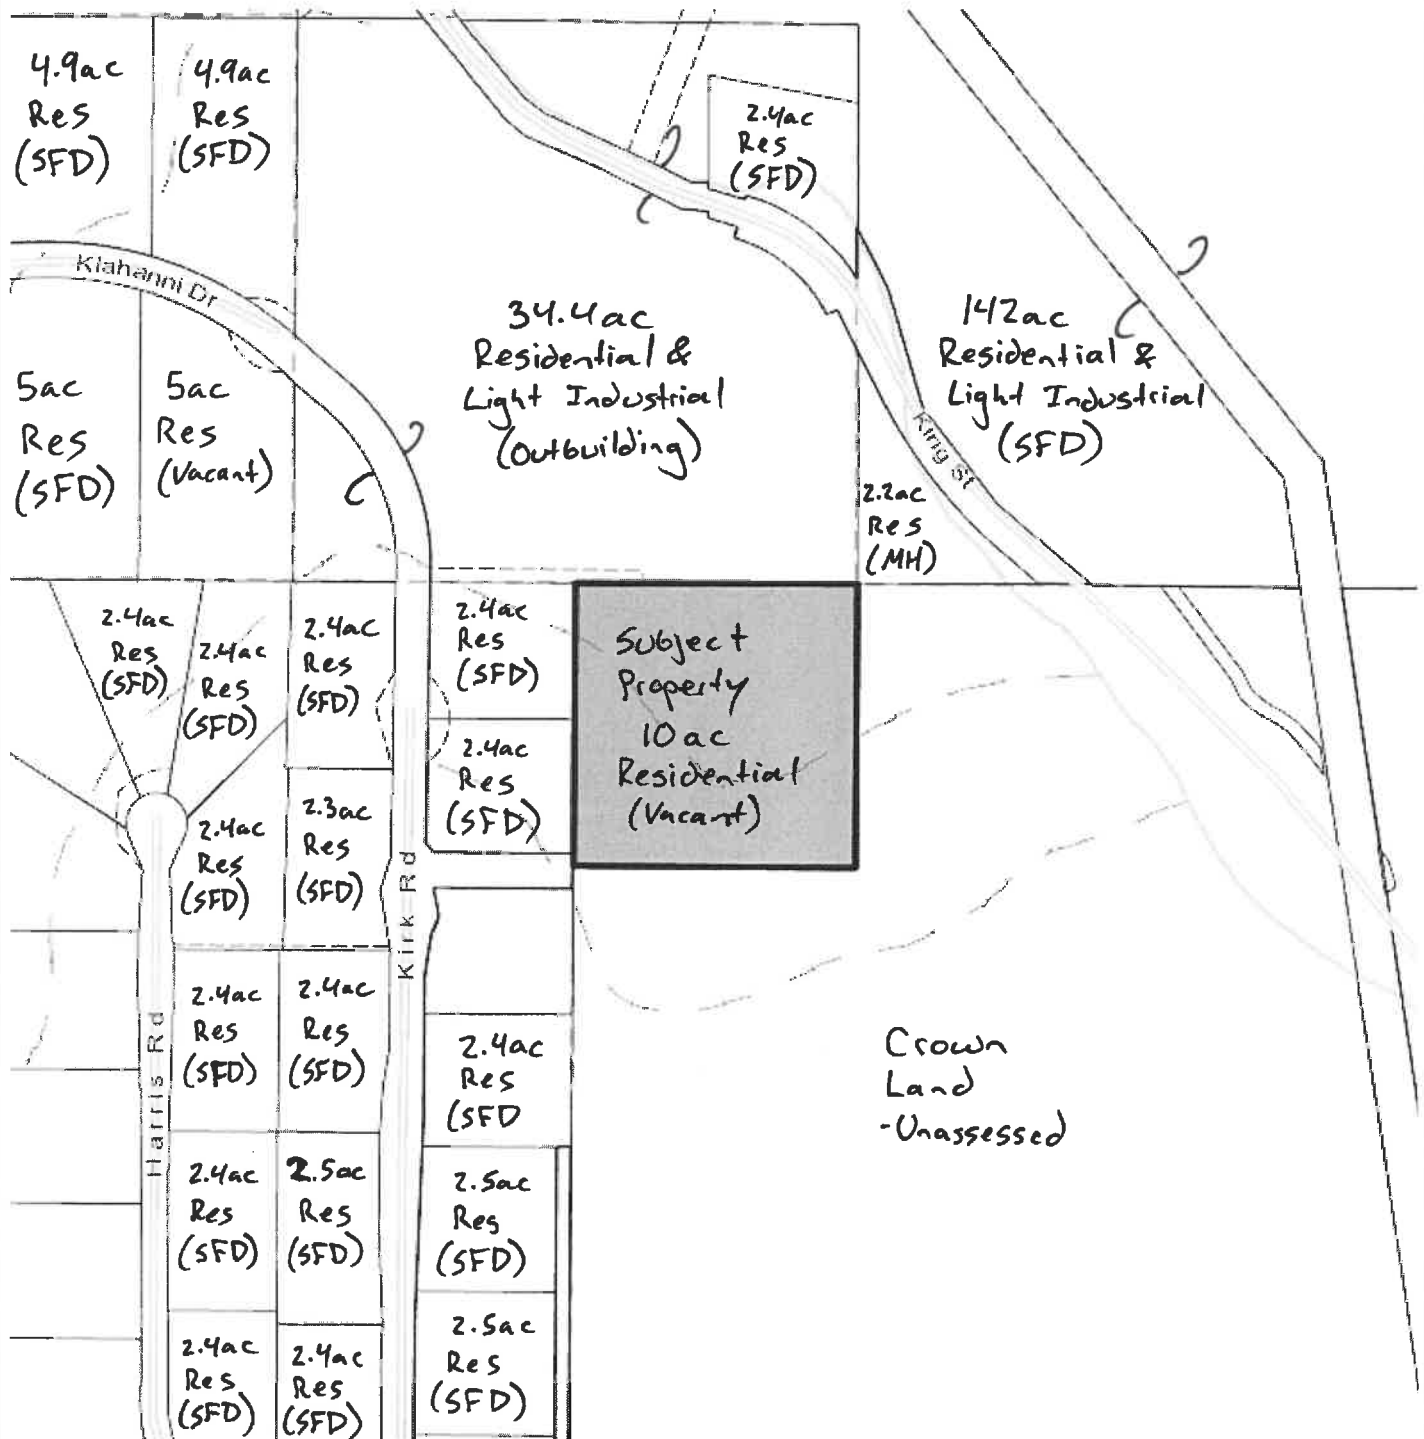 4.9ac
Res
(SFD)
4.9ac
Res
(SFD)
2.4ac
Res
(SFD)
Klahanni Dr
34.4ac
Residential &
Light Industrial
(Outbuilding)
142ac
Residential &
Light Industrial
(SFD)
King St
5ac
Res
(SFD)
5ac
Res
(Vacant)
2.2ac
Res
(MH)
2.4ac
Res
(SFD)
2.4ac
Res
(SFD)
2.4ac
Res
(SFD)
2.4ac
Res
(SFD)
Subject
Property
10 ac
Residential
(Vacant)
2.4ac
Res
(SFD)
2.4ac
Res
(SFD)
2.3ac
Res
(SFD)
Kirk Rd
Harris Rd
2.4ac
Res
(SFD)
2.4ac
Res
(SFD)
2.4ac
Res
(SFD
Crown
Land
-Unassessed
2.4ac
Res
(SFD)
2.5ac
Res
(SFD)
2.5ac
Res
(SFD)
2.4ac
Res
(SFD)
2.4ac
Res
(SFD)
2.5ac
Res
(SFD)